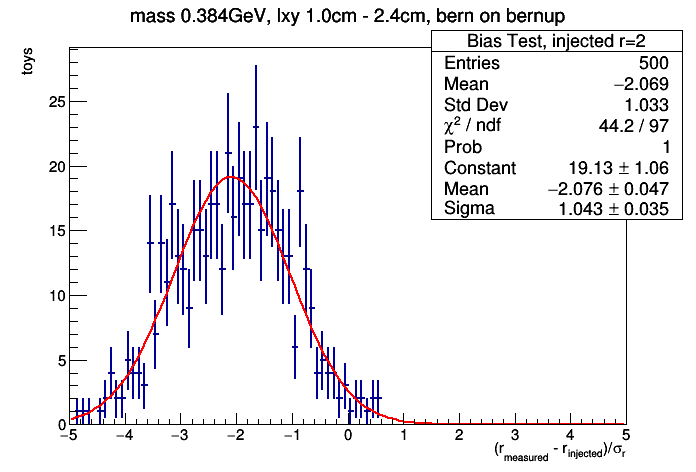 mass 0.384GeV, lxy 1.0cm - 2.4cm, bern on bernup
Bias Test, injected r=2
Entries 500
Mean −2.069
Std Dev 1.033
χ² / ndf 44.2 / 97
Prob 1
Constant 19.13 ± 1.06
Mean −2.076 ± 0.047
Sigma 1.043 ± 0.035
toys
25
20
15
10
5
0
−5 −4 −3 −2 −1 0 1 2 3 4 5
(r measured - r injected)/σr